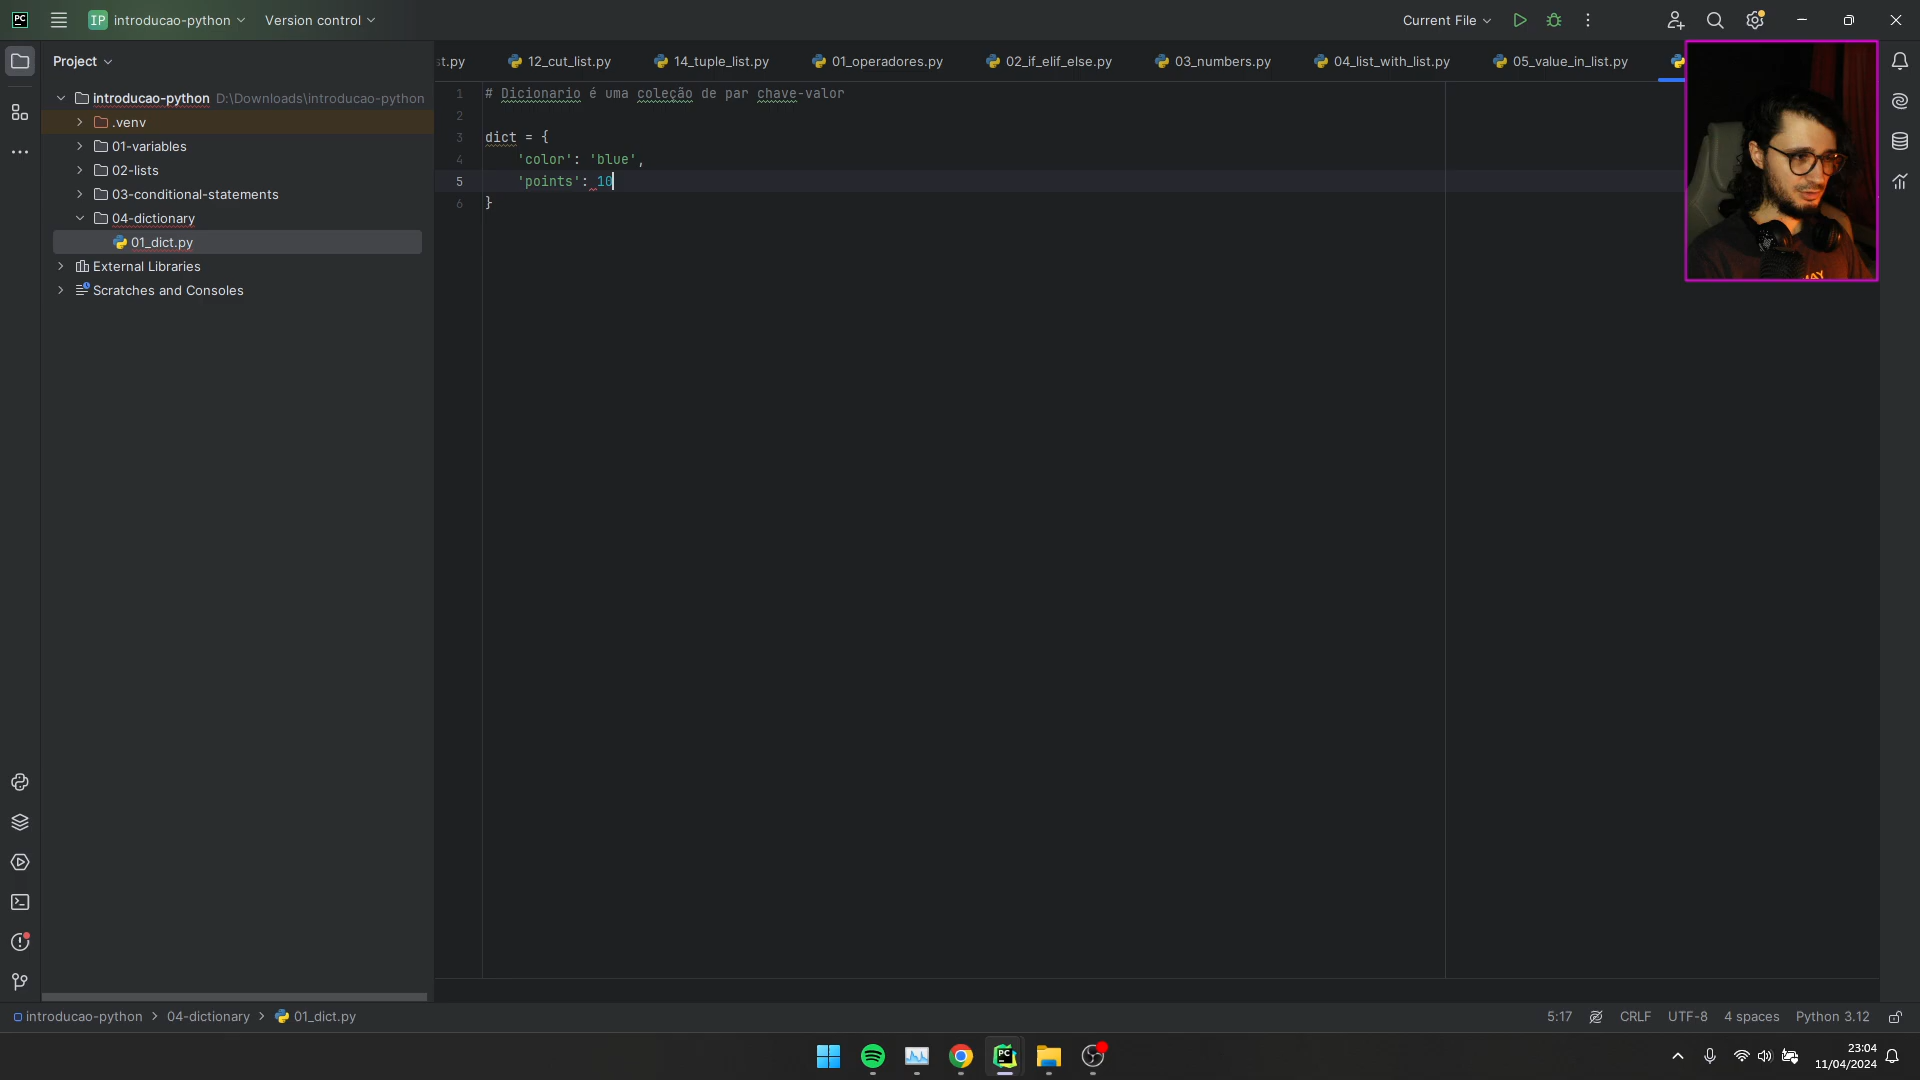 PC
IP introducao-python
Version control
Current File
Project
introducao-python D:\Downloads\introducao-python
.venv
01-variables
02-lists
03-conditional-statements
04-dictionary
01_dict.py
External Libraries
Scratches and Consoles
st.py
12_cut_list.py
14_tuple_list.py
01_operadores.py
02_if_elif_else.py
03_numbers.py
04_list_with_list.py
05_value_in_list.py
1 # Dicionario é uma coleção de par chave-valor
2
3 dict = {
4 'color': 'blue',
5 'points': 10
6 }
introducao-python > 04-dictionary > 01_dict.py
5:17
CRLF
UTF-8
4 spaces
Python 3.12
PC
23:04
11/04/2024